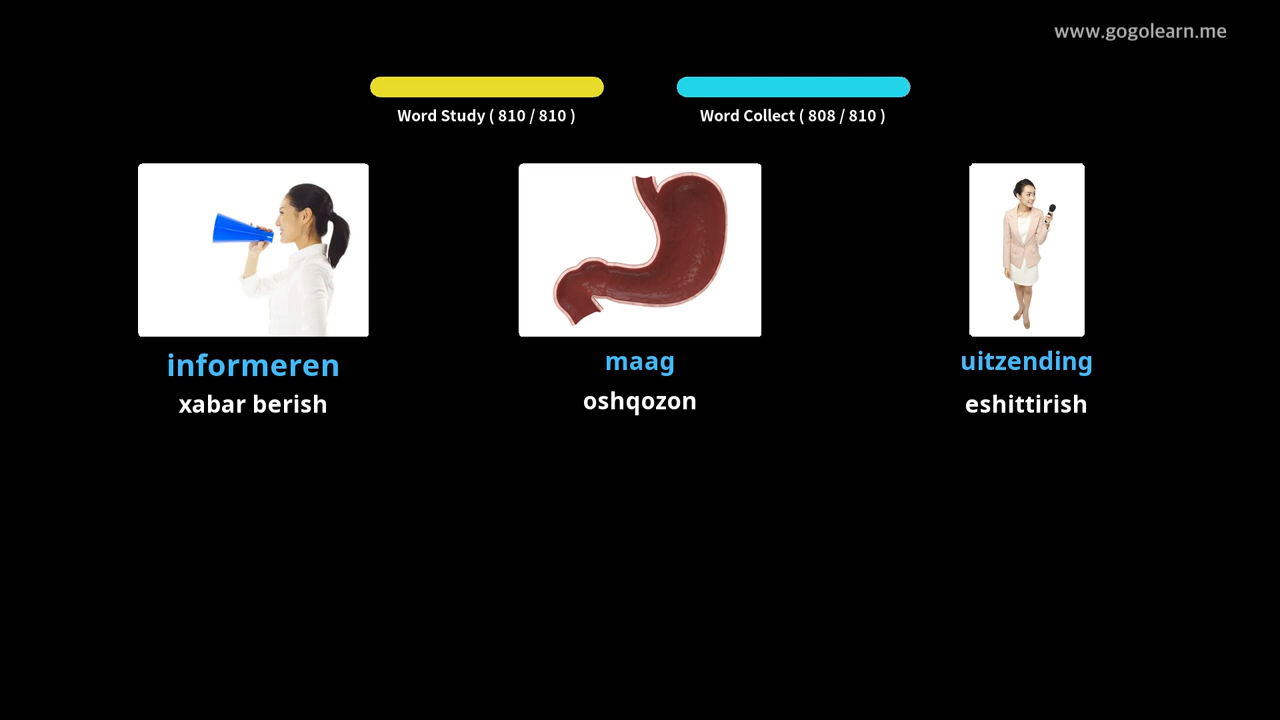 www.gogolearn.me
Word Study ( 810 / 810 )
Word Collect ( 808 / 810 )
informeren
xabar berish
maag
oshqozon
uitzending
eshittirish